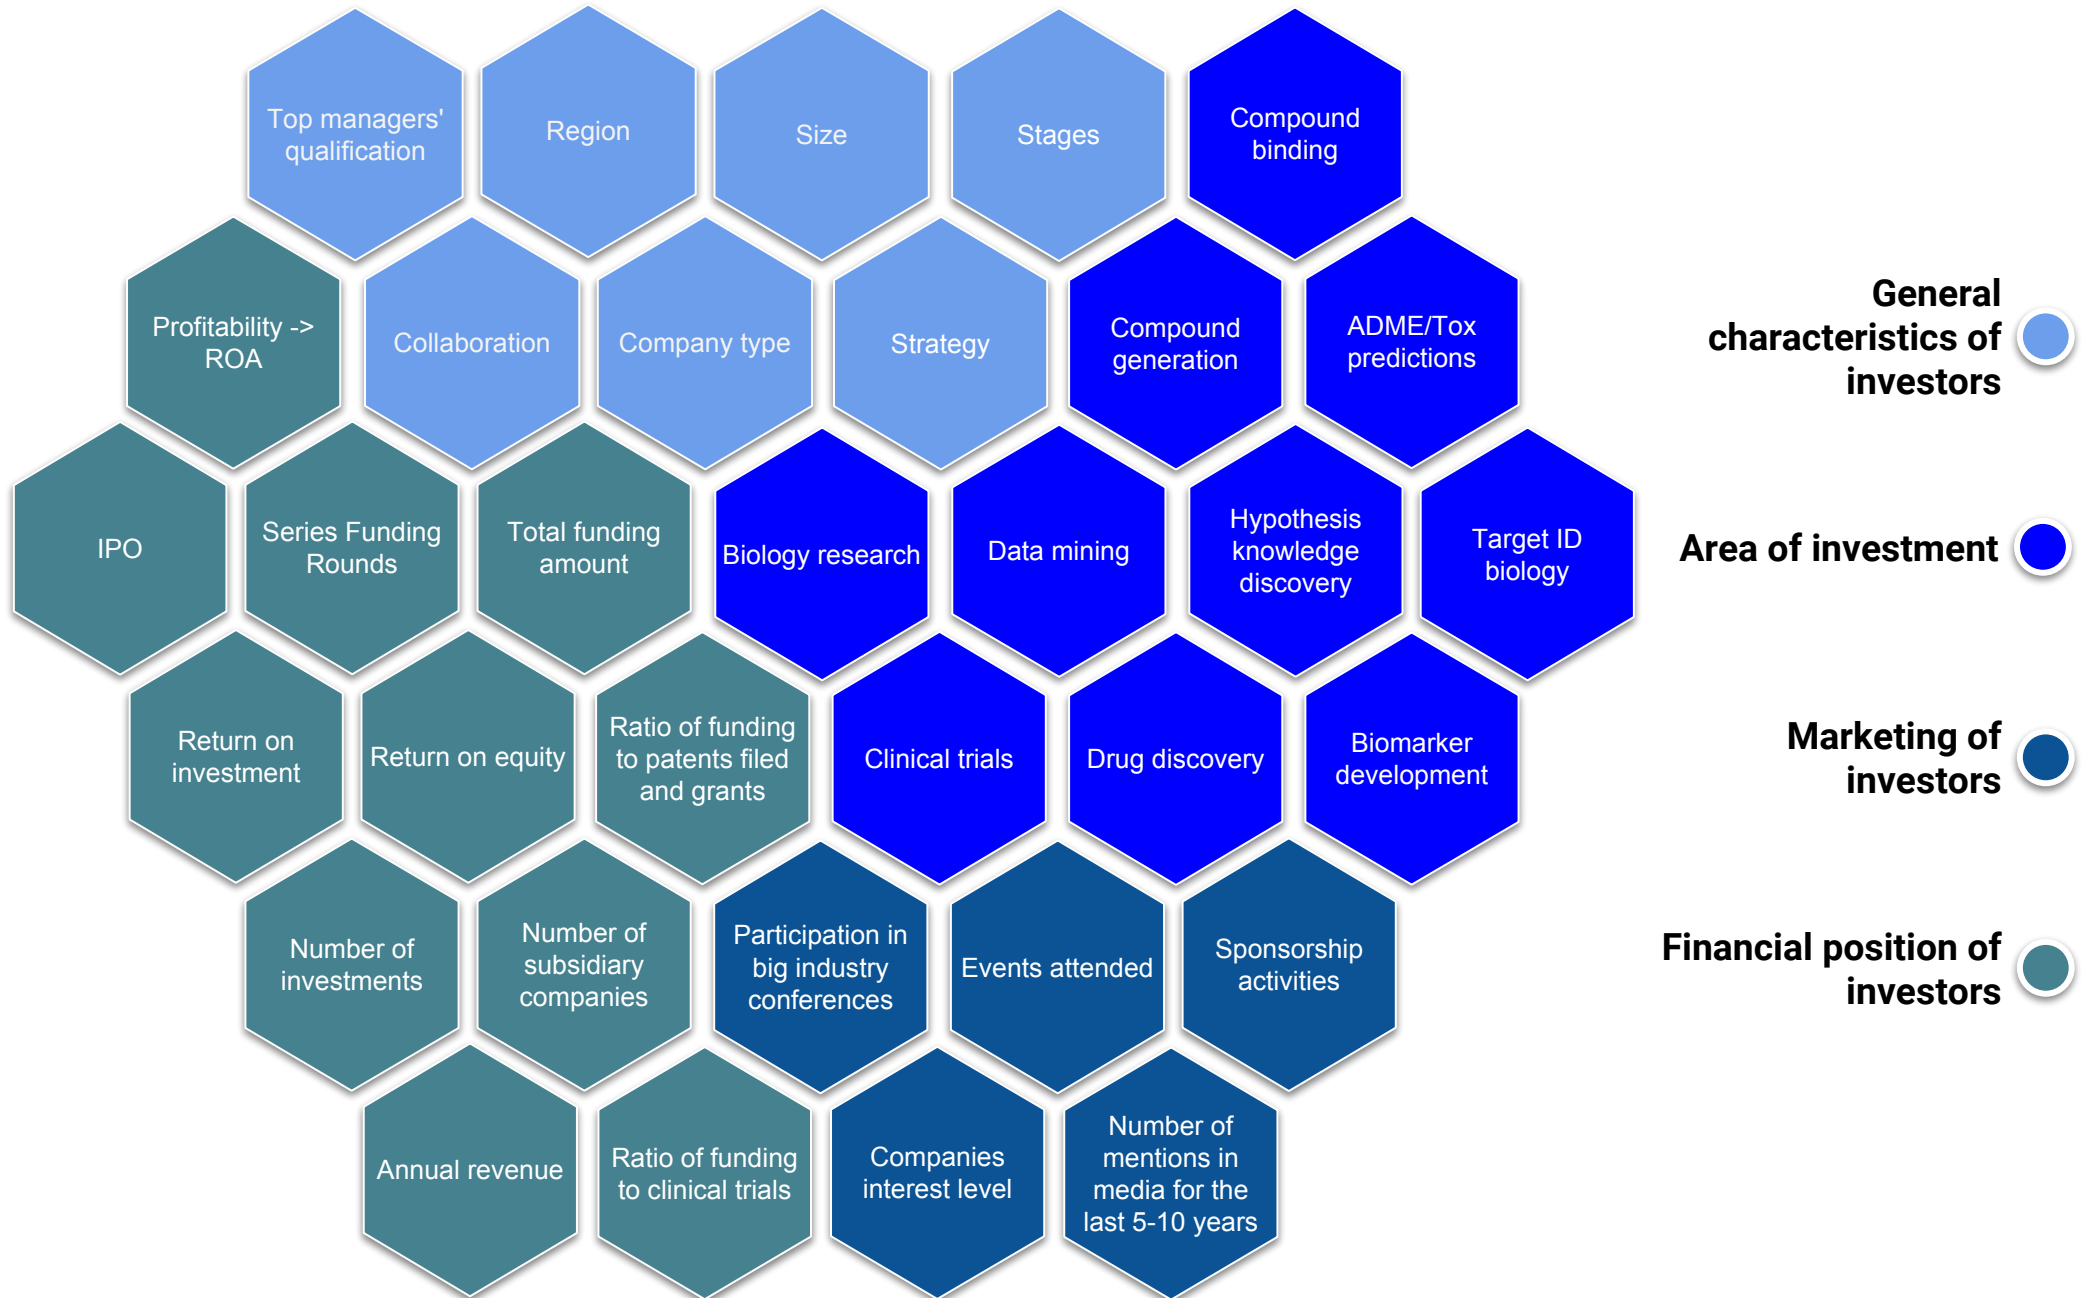 Top managers'
qualification
Region
Size
Stages
Compound
binding
Profitability ->
ROA
Collaboration
Company type
Strategy
Compound
generation
ADME/Tox
predictions
IPO
Series Funding
Rounds
Total funding
amount
Biology research
Data mining
Hypothesis
knowledge
discovery
Target ID
biology
Return on
investment
Return on equity
Ratio of funding
to patents filed
and grants
Clinical trials
Drug discovery
Biomarker
development
Number of
investments
Number of
subsidiary
companies
Participation in
big industry
conferences
Events attended
Sponsorship
activities
Annual revenue
Ratio of funding
to clinical trials
Companies
interest level
Number of
mentions in
media for the
last 5-10 years
General
characteristics of
investors
Area of investment
Marketing of
investors
Financial position of
investors